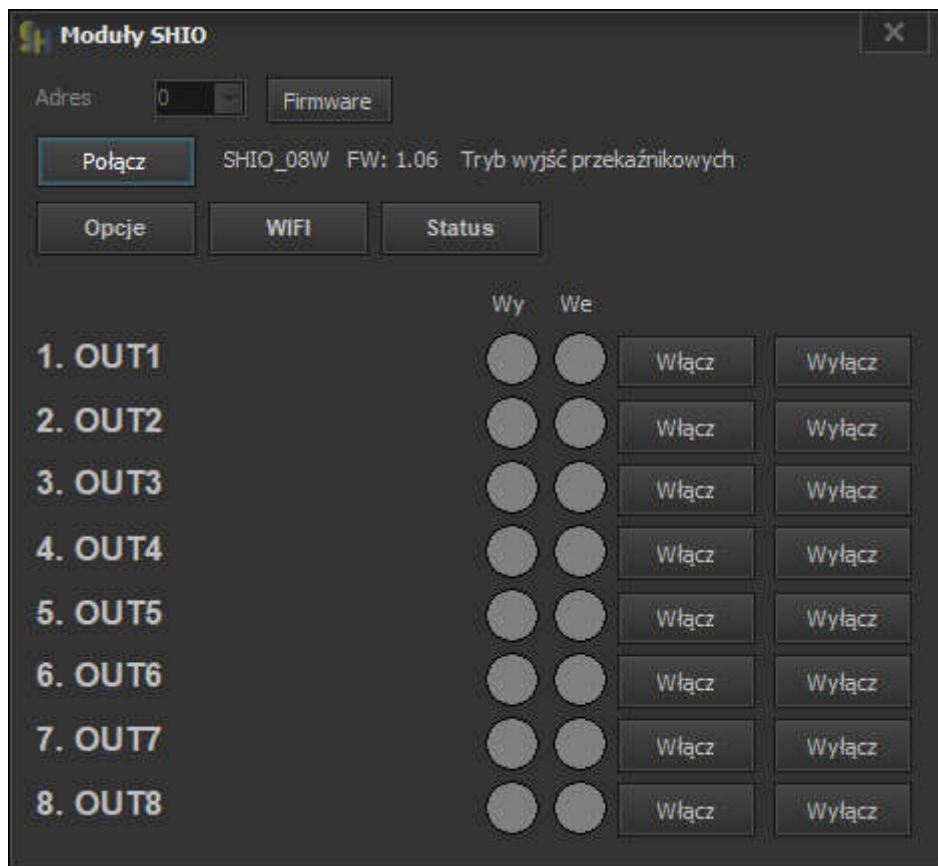 SH Moduły SHIO
Adres 0 Firmware
Połącz SHIO_08W FW: 1.06 Tryb wyjść przekaźnikowych
Opcje WIFI Status
Wy We
1. OUT1 Włącz Wyłącz
2. OUT2 Włącz Wyłącz
3. OUT3 Włącz Wyłącz
4. OUT4 Włącz Wyłącz
5. OUT5 Włącz Wyłącz
6. OUT6 Włącz Wyłącz
7. OUT7 Włącz Wyłącz
8. OUT8 Włącz Wyłącz